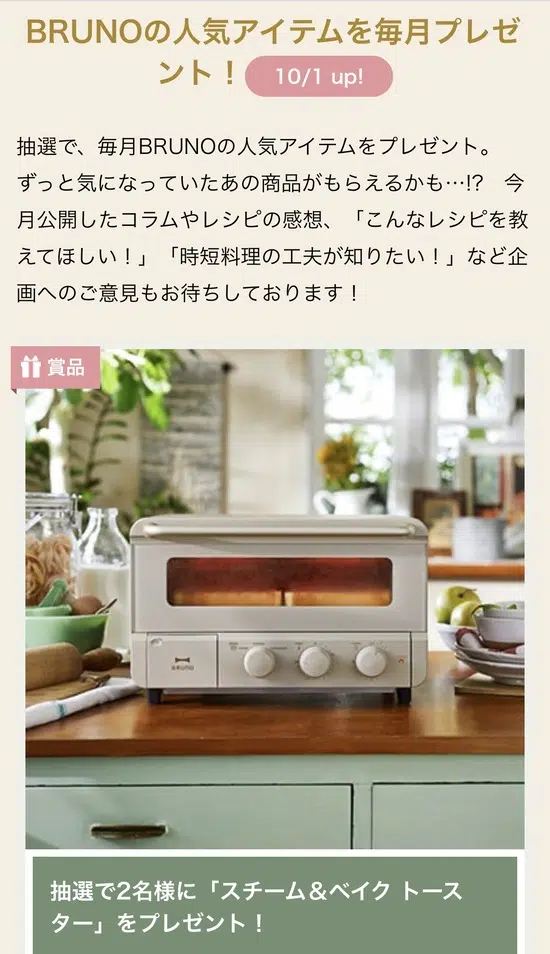 BRUNOの人気アイテムを毎月プレゼ
ント！ 10/1 up!
抽選で、毎月BRUNOの人気アイテムをプレゼント。
ずっと気になっていたあの商品がもらえるかも…!?　今
月公開したコラムやレシピの感想、「こんなレシピを教
えてほしい！」「時短料理の工夫が知りたい！」など企
画へのご意見もお待ちしております！
賞品
BRUNO
抽選で2名様に「スチーム＆ベイク トース
ター」をプレゼント！